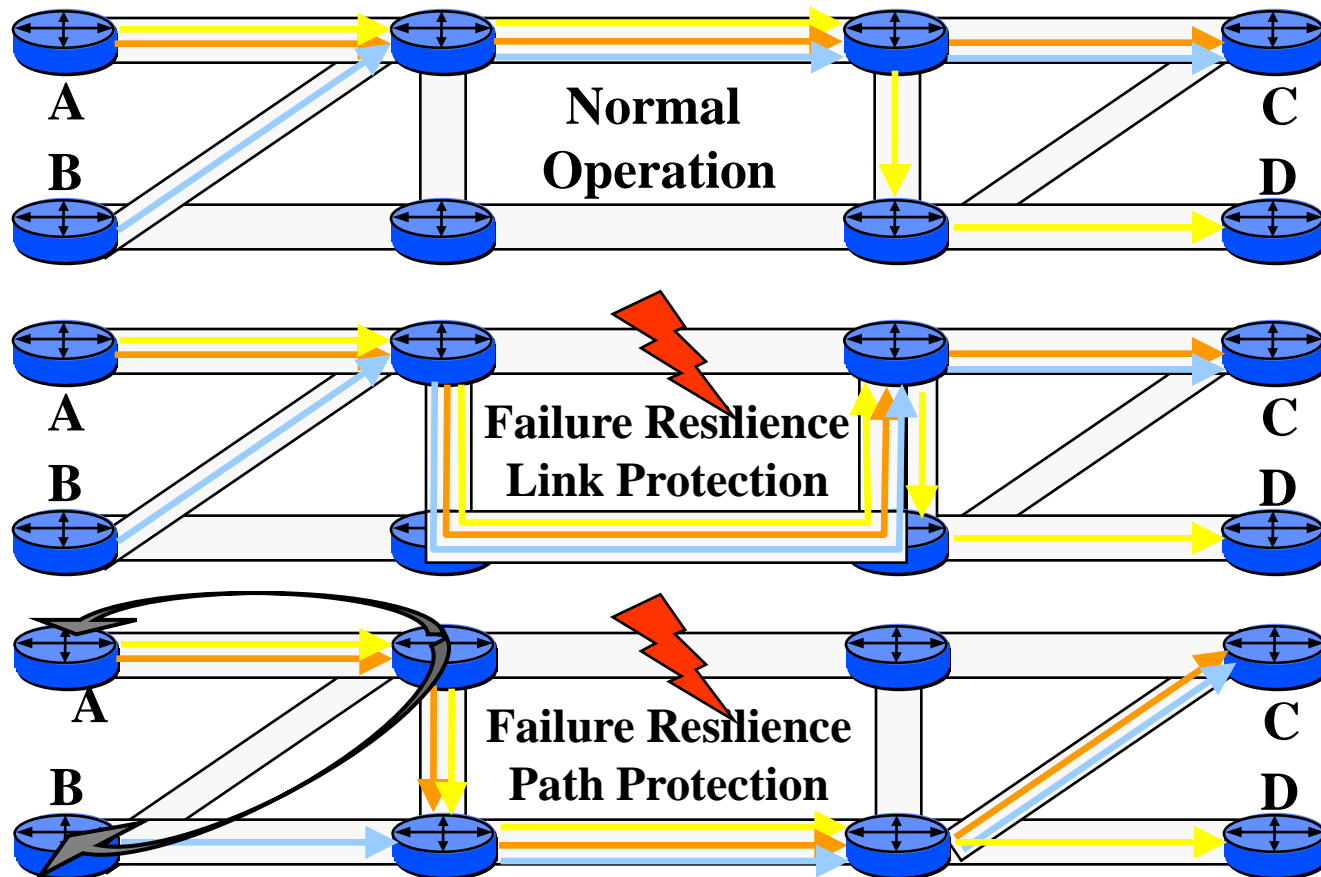 A
B
Normal
Operation
C
D
A
B
Failure Resilience
Link Protection
C
D
A
B
Failure Resilience
Path Protection
C
D